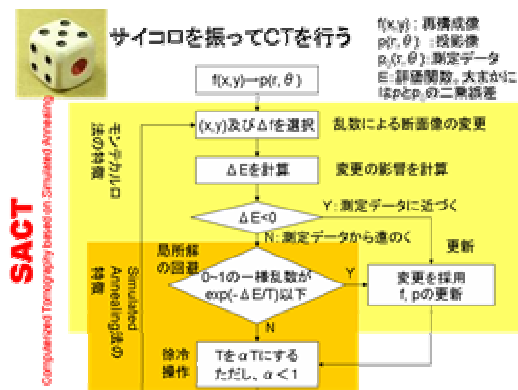 サイコロを振ってCTを行う
f(x,y):再構成像
p(r,θ):投影像
p₀(r,θ):測定データ
E:評価関数。大まかに
はpとp₀の二乗誤差
f(x,y)→p(r,θ)
(x,y)及びΔfを選択
乱数による断面像の変更
モンテカルロ
法の特徴
ΔEを計算
変更の影響を計算
ΔE<0
Y:測定データに近づく
N:測定データから遠のく
更新
局所解
の回避
0~1の一様乱数が
exp(-ΔE/T)以下
Y
変更を採用
f, pの更新
N
Simulated
Annealing法の
特徴
徐冷
操作
TをαTにする
ただし、α<1
SACT
Computerized Tomography based on Simulated Annealing